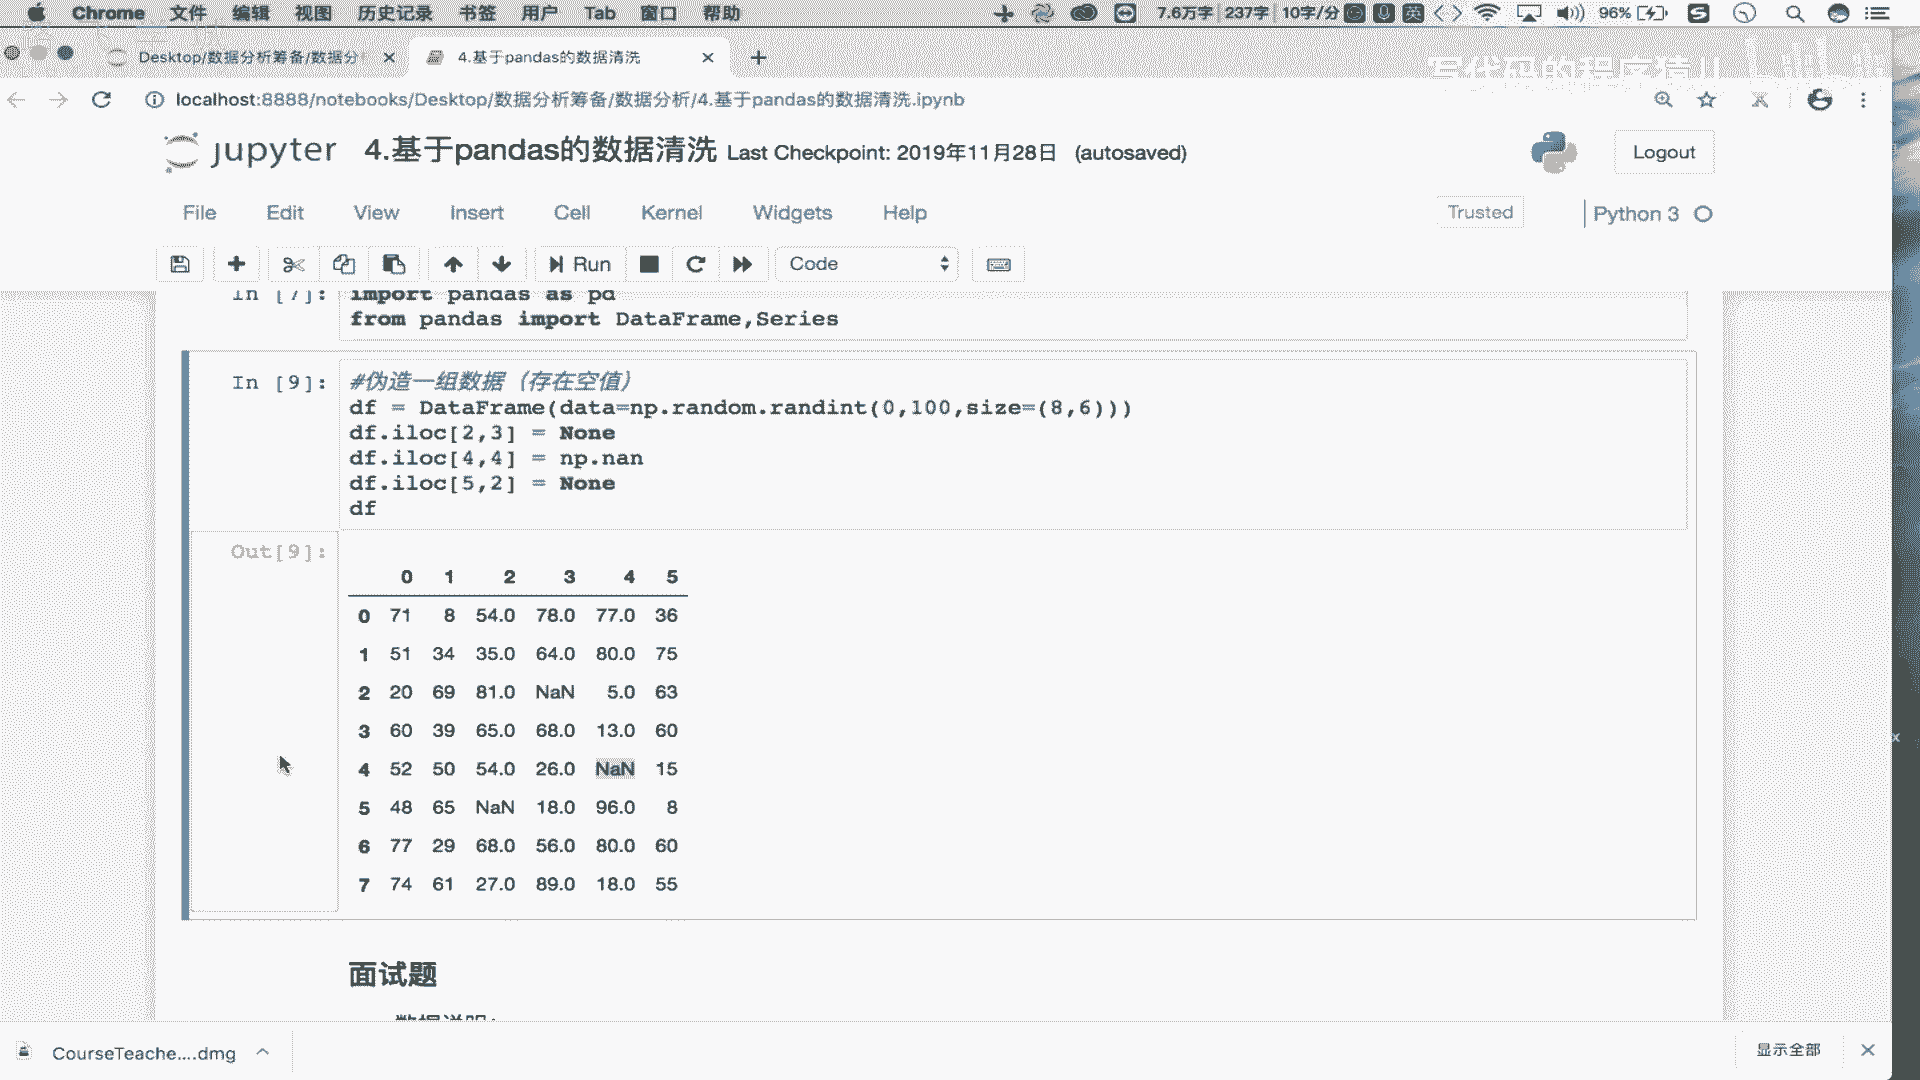 Chrome 文件 编辑 视图 历史记录 书签 用户 Tab 窗口 帮助 7.6万字 237字 10字/分 英 96%
Desktop/数据分析筹备/数据分
4.基于pandas的数据清洗
localhost:8888/notebooks/Desktop/数据分析筹备/数据分析/4.基于pandas的数据清洗.ipynb
jupyter 4.基于pandas的数据清洗 Last Checkpoint: 2019年11月28日 (autosaved)
Logout
File Edit View Insert Cell Kernel Widgets Help
Trusted Python 3
Run Code
In [7]: import pandas as pd
from pandas import DataFrame,Series
In [9]: #伪造一组数据（存在空值）
df = DataFrame(data=np.random.randint(0,100,size=(8,6)))
df.iloc[2,3] = None
df.iloc[4,4] = np.nan
df.iloc[5,2] = None
df
Out[9]:
0 1 2 3 4 5
0 71 8 54.0 78.0 77.0 36
1 51 34 35.0 64.0 80.0 75
2 20 69 81.0 NaN 5.0 63
3 60 39 65.0 68.0 13.0 60
4 52 50 54.0 26.0 NaN 15
5 48 65 NaN 18.0 96.0 8
6 77 29 68.0 56.0 80.0 60
7 74 61 27.0 89.0 18.0 55
面试题
CourseTeache....dmg
显示全部